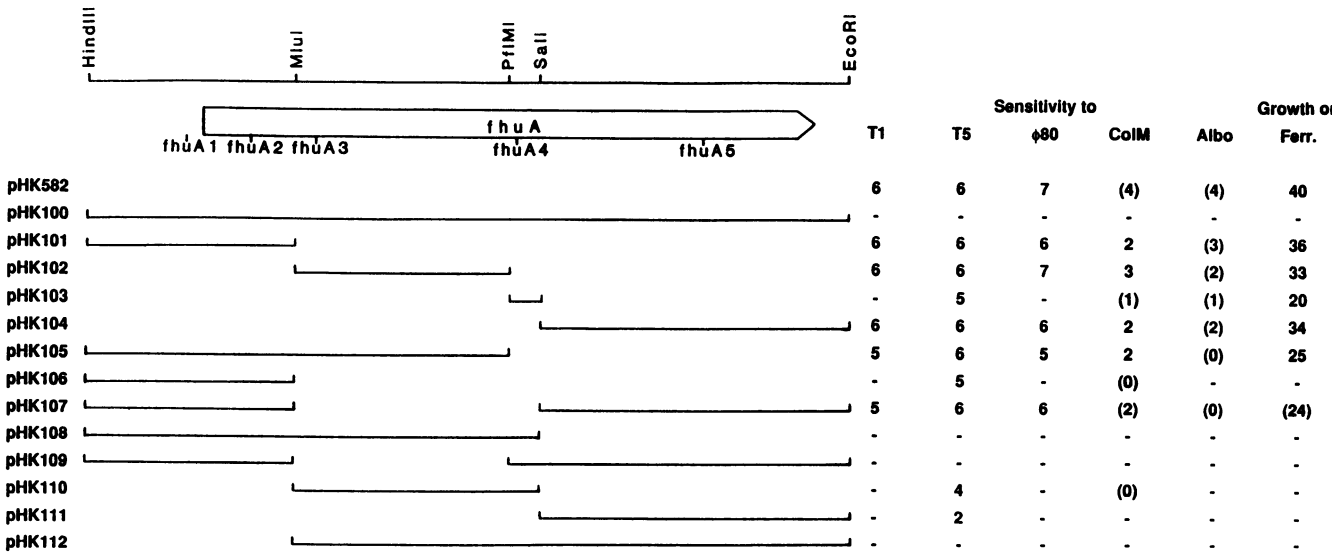 HindIII MluI PflMI SalI EcoRI
fhuA
fhuA1 fhuA2 fhuA3 fhuA4 fhuA5
Sensitivity to Growth on
T1 T5 φ80 ColM Albo Ferr.
pHK582 6 6 7 (4) (4) 40
pHK100 - - - - - -
pHK101 6 6 6 2 (3) 36
pHK102 6 6 7 3 (2) 33
pHK103 - 5 - (1) (1) 20
pHK104 6 6 6 2 (2) 34
pHK105 5 6 5 2 (0) 25
pHK106 - 5 - (0) - -
pHK107 5 6 6 (2) (0) (24)
pHK108 - - - - - -
pHK109 - - - - - -
pHK110 - 4 - (0) - -
pHK111 - 2 - - - -
pHK112 - - - - - -